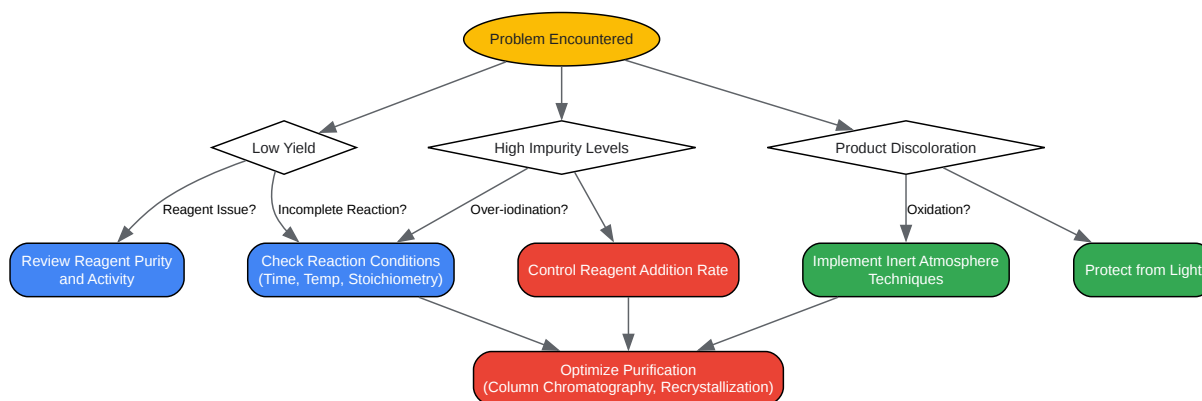 Problem Encountered
Low Yield
High Impurity Levels
Product Discoloration
Reagent Issue?
Incomplete Reaction?
Over-iodination?
Oxidation?
Review Reagent Purity
and Activity
Check Reaction Conditions
(Time, Temp, Stoichiometry)
Control Reagent Addition Rate
Implement Inert Atmosphere
Techniques
Protect from Light
Optimize Purification
(Column Chromatography, Recrystallization)